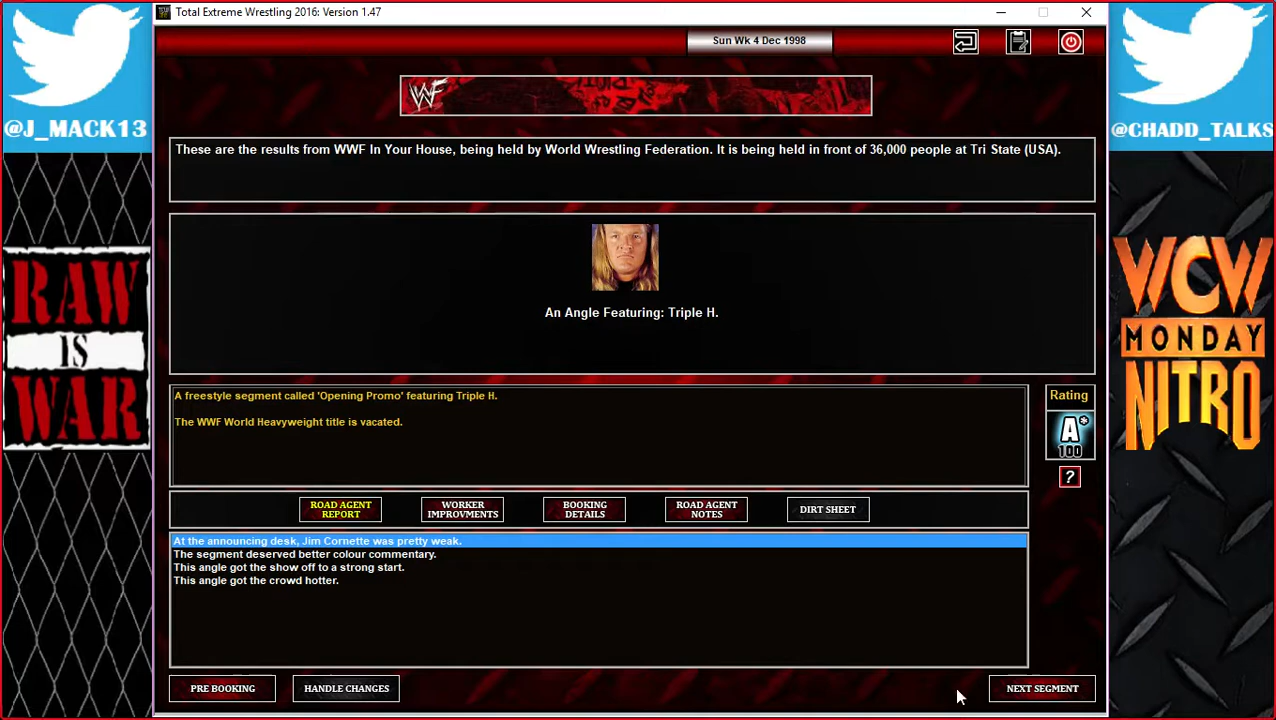 Total Extreme Wrestling 2016: Version 1.47
Sun Wk 4 Dec 1998
WF
@J_MACK13
@CHADD_TALKS
These are the results from WWF In Your House, being held by World Wrestling Federation. It is being held in front of 36,000 people at Tri State (USA).
An Angle Featuring: Triple H.
RAW
IS
WAR
WCW
MONDAY
NITRO
A freestyle segment called 'Opening Promo' featuring Triple H.
The WWF World Heavyweight title is vacated.
Rating
A*
100
?
ROAD AGENT
REPORT
WORKER
IMPROVMENTS
BOOKING
DETAILS
ROAD AGENT
NOTES
DIRT SHEET
At the announcing desk, Jim Cornette was pretty weak.
The segment deserved better colour commentary.
This angle got the show off to a strong start.
This angle got the crowd hotter.
PRE BOOKING
HANDLE CHANGES
NEXT SEGMENT